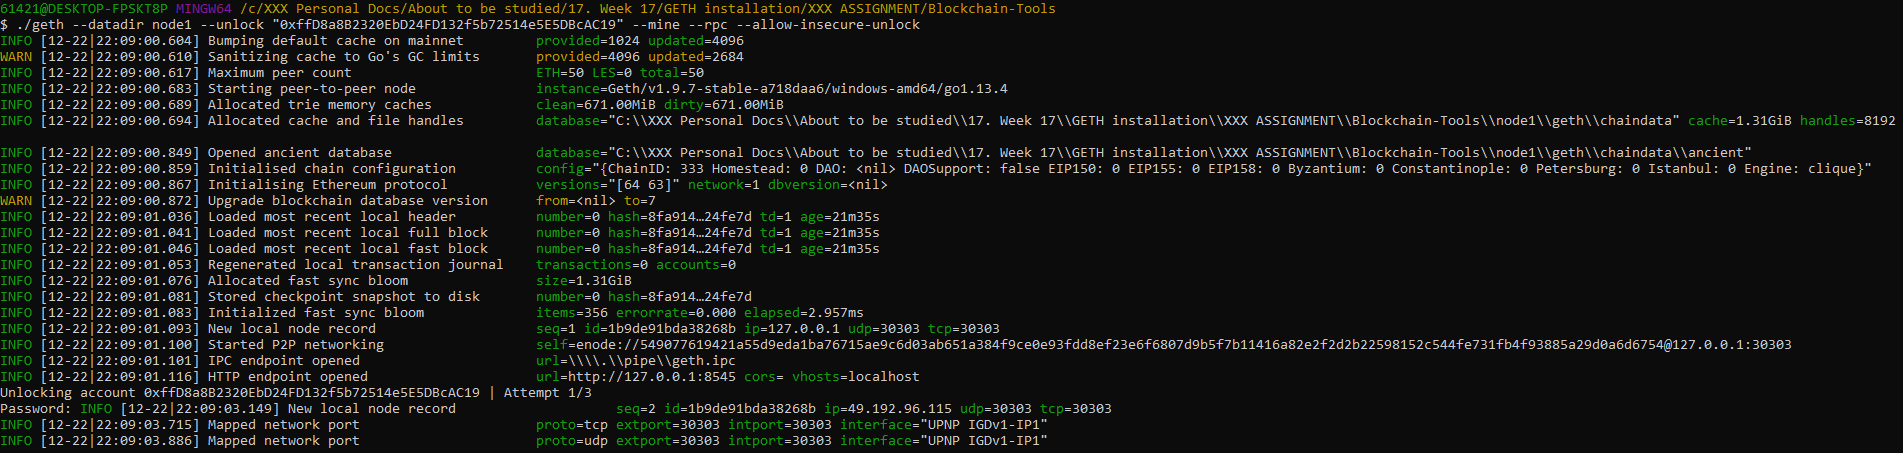 61421@DESKTOP-FPSKT8P MINGW64 /c/XXX Personal Docs/About to be studied/17. Week 17/GETH installation/XXX ASSIGNMENT/Blockchain-Tools
$ ./geth --datadir node1 --unlock "0xffD8a8B2320EbD24FD132f5b72514e5E5DBcAC19" --mine --rpc --allow-insecure-unlock
INFO [12-22|22:09:00.604] Bumping default cache on mainnet         provided=1024 updated=4096
WARN [12-22|22:09:00.610] Sanitizing cache to Go's GC limits       provided=4096 updated=2684
INFO [12-22|22:09:00.617] Maximum peer count                       ETH=50 LES=0 total=50
INFO [12-22|22:09:00.683] Starting peer-to-peer node               instance=Geth/v1.9.7-stable-a718daa6/windows-amd64/go1.13.4
INFO [12-22|22:09:00.689] Allocated trie memory caches             clean=671.00MiB dirty=671.00MiB
INFO [12-22|22:09:00.694] Allocated cache and file handles         database="C:\\XXX Personal Docs\\About to be studied\\17. Week 17\\GETH installation\\XXX ASSIGNMENT\\Blockchain-Tools\\node1\\geth\\chaindata" cache=1.31GiB handles=8192
INFO [12-22|22:09:00.849] Opened ancient database                  database="C:\\XXX Personal Docs\\About to be studied\\17. Week 17\\GETH installation\\XXX ASSIGNMENT\\Blockchain-Tools\\node1\\geth\\chaindata\\ancient"
INFO [12-22|22:09:00.859] Initialised chain configuration          config="{ChainID: 333 Homestead: 0 DAO: <nil> DAOSupport: false EIP150: 0 EIP155: 0 EIP158: 0 Byzantium: 0 Constantinople: 0 Petersburg: 0 Istanbul: 0 Engine: clique}"
INFO [12-22|22:09:00.867] Initialising Ethereum protocol           versions="[64 63]" network=1 dbversion=<nil>
WARN [12-22|22:09:00.872] Upgrade blockchain database version      from=<nil> to=7
INFO [12-22|22:09:01.036] Loaded most recent local header          number=0 hash=8fa914…24fe7d td=1 age=21m35s
INFO [12-22|22:09:01.041] Loaded most recent local full block      number=0 hash=8fa914…24fe7d td=1 age=21m35s
INFO [12-22|22:09:01.046] Loaded most recent local fast block      number=0 hash=8fa914…24fe7d td=1 age=21m35s
INFO [12-22|22:09:01.053] Regenerated local transaction journal    transactions=0 accounts=0
INFO [12-22|22:09:01.076] Allocated fast sync bloom                size=1.31GiB
INFO [12-22|22:09:01.081] Stored checkpoint snapshot to disk       number=0 hash=8fa914…24fe7d
INFO [12-22|22:09:01.083] Initialized fast sync bloom              items=356 errorrate=0.000 elapsed=2.957ms
INFO [12-22|22:09:01.093] New local node record                    seq=1 id=1b9de91bda38268b ip=127.0.0.1 udp=30303 tcp=30303
INFO [12-22|22:09:01.100] Started P2P networking                   self=enode://549077619421a55d9eda1ba76715ae9c6d03ab651a384f9ce0e93fdd8ef23e6f6807d9b5f7b11416a82e2f2d2b22598152c544fe731fb4f93885a29d0a6d6754@127.0.0.1:30303
INFO [12-22|22:09:01.101] IPC endpoint opened                      url=\\\\.\\pipe\\geth.ipc
INFO [12-22|22:09:01.116] HTTP endpoint opened                     url=http://127.0.0.1:8545 cors= vhosts=localhost
Unlocking account 0xffD8a8B2320EbD24FD132f5b72514e5E5DBcAC19 | Attempt 1/3
Password: INFO [12-22|22:09:03.149] New local node record                    seq=2 id=1b9de91bda38268b ip=49.192.96.115 udp=30303 tcp=30303
INFO [12-22|22:09:03.715] Mapped network port                      proto=tcp extport=30303 intport=30303 interface="UPNP IGDv1-IP1"
INFO [12-22|22:09:03.886] Mapped network port                      proto=udp extport=30303 intport=30303 interface="UPNP IGDv1-IP1"